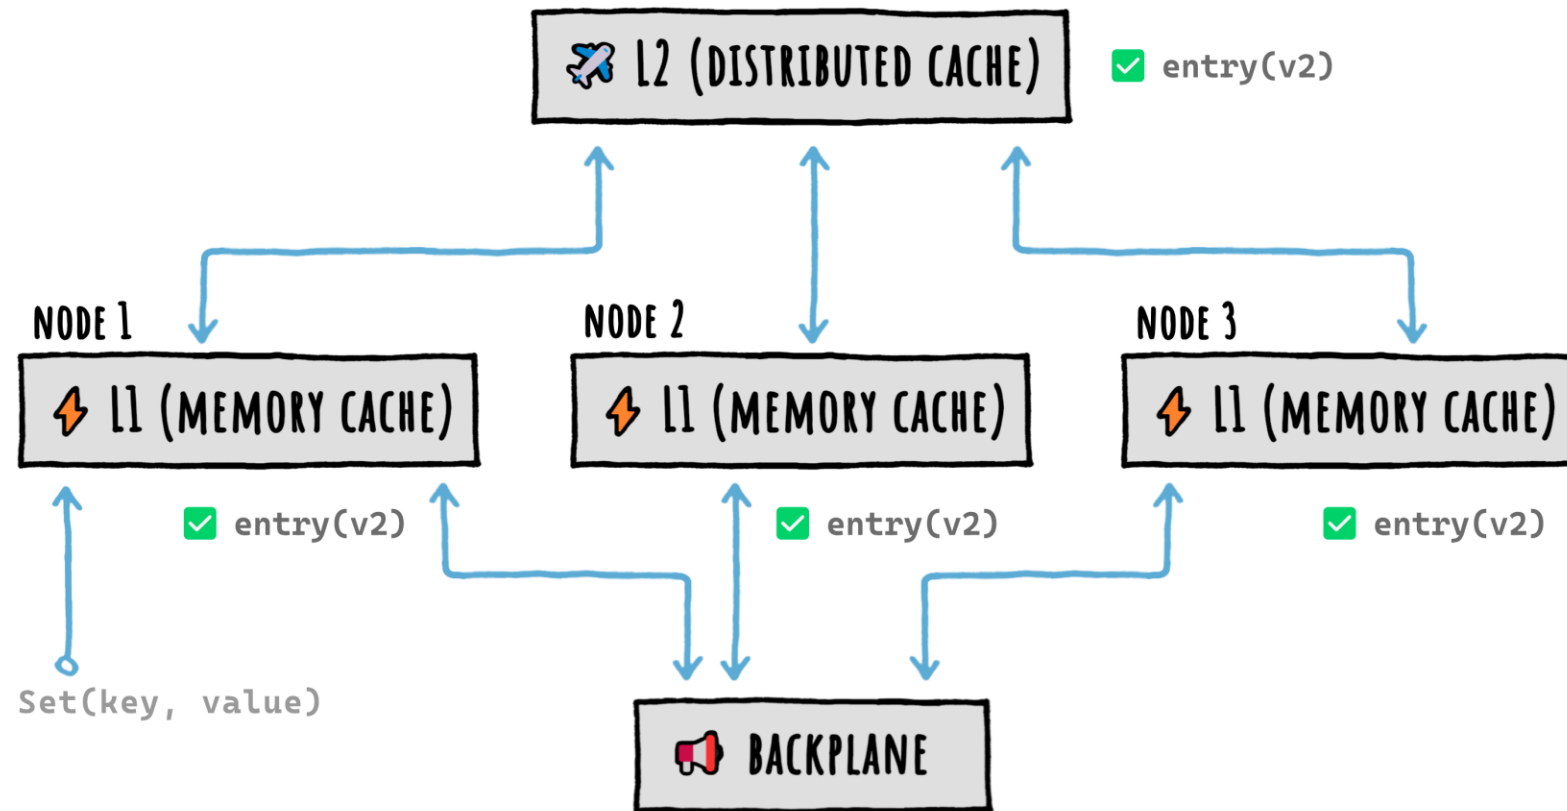 L2 (DISTRIBUTED CACHE)
entry(v2)
NODE 1
NODE 2
NODE 3
L1 (MEMORY CACHE)
L1 (MEMORY CACHE)
L1 (MEMORY CACHE)
entry(v2)
entry(v2)
entry(v2)
Set(key, value)
BACKPLANE